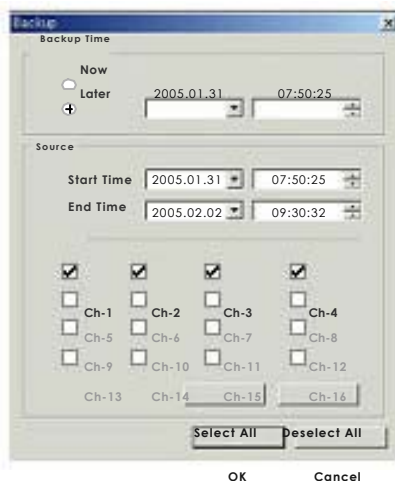 Backup
Backup Time
Now
Later 2005.01.31 07:50:25
Source
Start Time 2005.01.31 07:50:25
End Time 2005.02.02 09:30:32
Ch-1 Ch-2 Ch-3 Ch-4
Ch-5 Ch-6 Ch-7 Ch-8
Ch-9 Ch-10 Ch-11 Ch-12
Ch-13 Ch-14 Ch-15 Ch-16
Select All Deselect All
OK Cancel